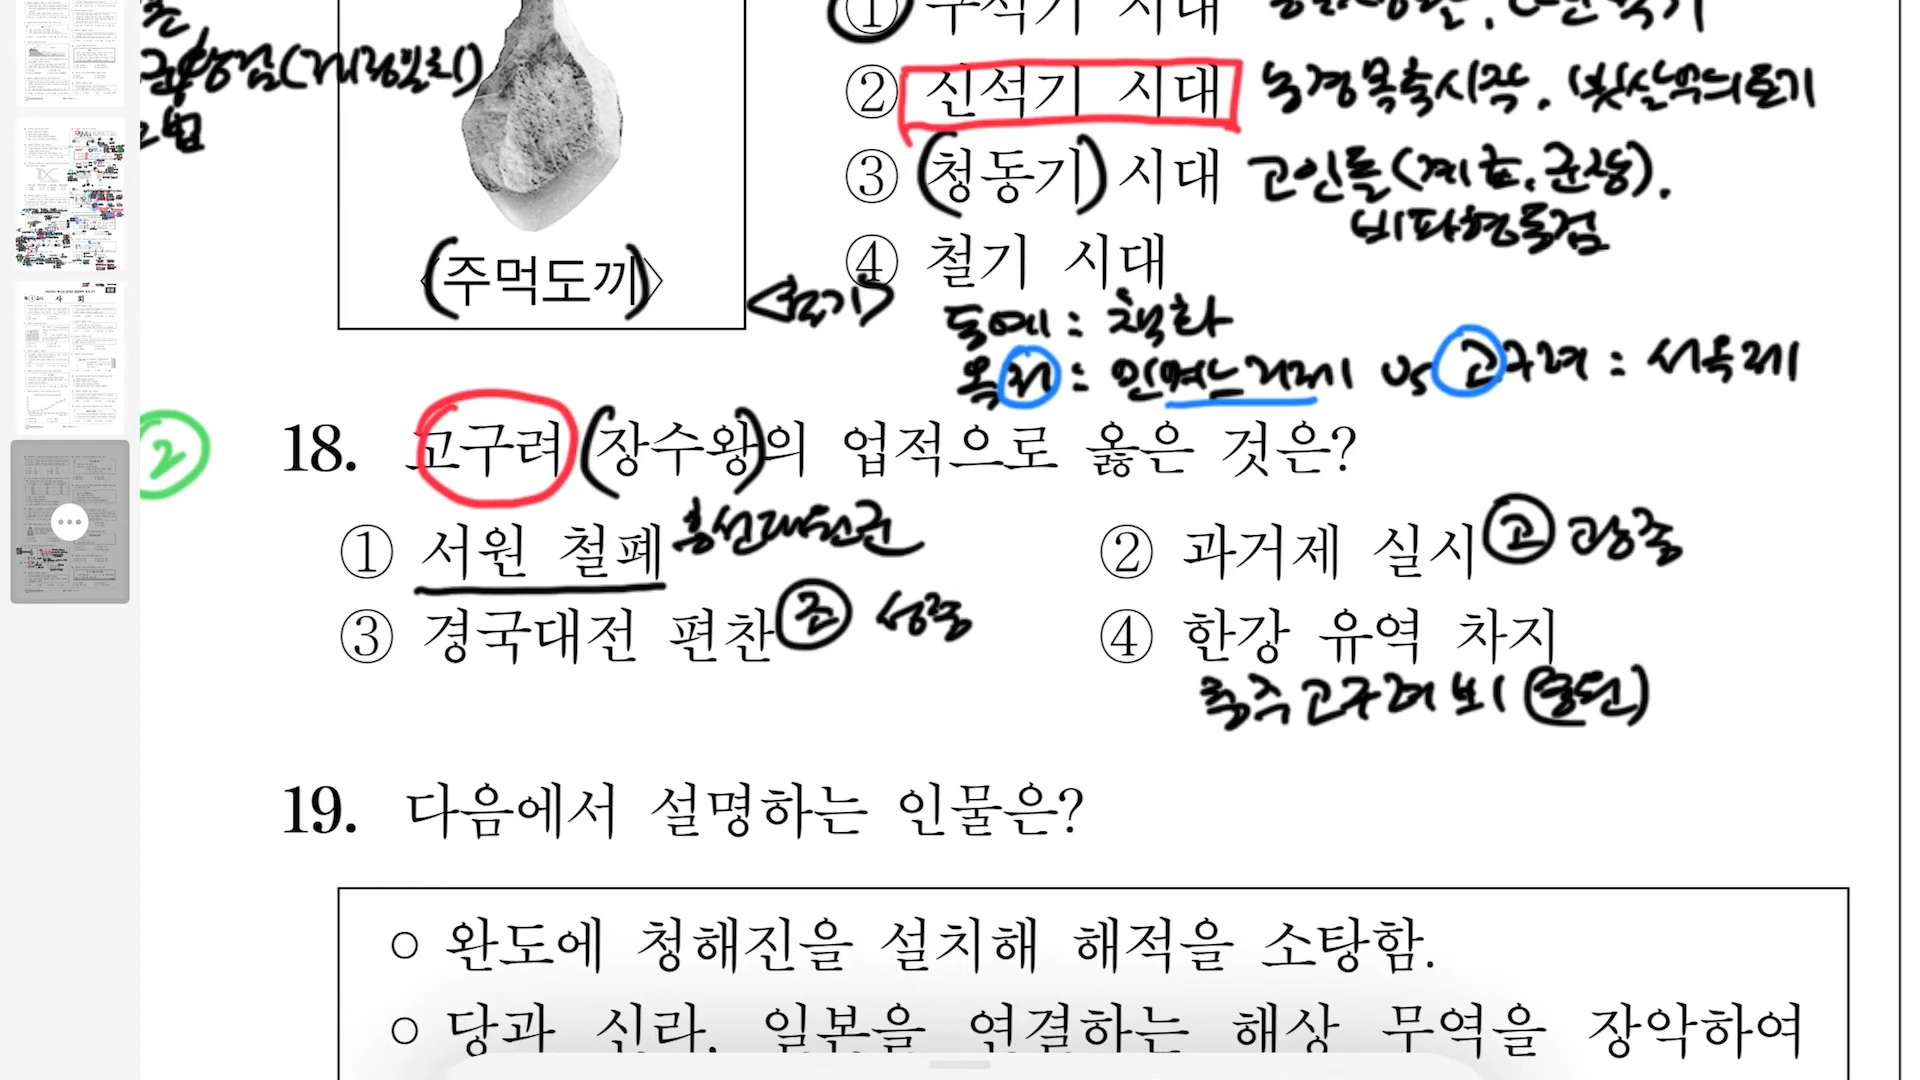 ① 구석기 시대
군장검(거푸집)
② 신석기 시대 농경목축시작, 빗살무늬토기
③ (청동기) 시대 고인돌(계급, 군장).
비파형동검
④ 철기 시대
〈주먹도끼〉
<철기>
동예 : 책화
옥저 : 민며느리제 vs 고구려 : 서옥제
②
18. 고구려 (장수왕)의 업적으로 옳은 것은?
① 서원 철폐 흥선대원군
② 과거제 실시 고 광종
③ 경국대전 편찬 조 성종
④ 한강 유역 차지
충주고구려비 (중원)
19. 다음에서 설명하는 인물은?
○ 완도에 청해진을 설치해 해적을 소탕함.
○ 당과 신라, 일본을 연결하는 해상 무역을 장악하여